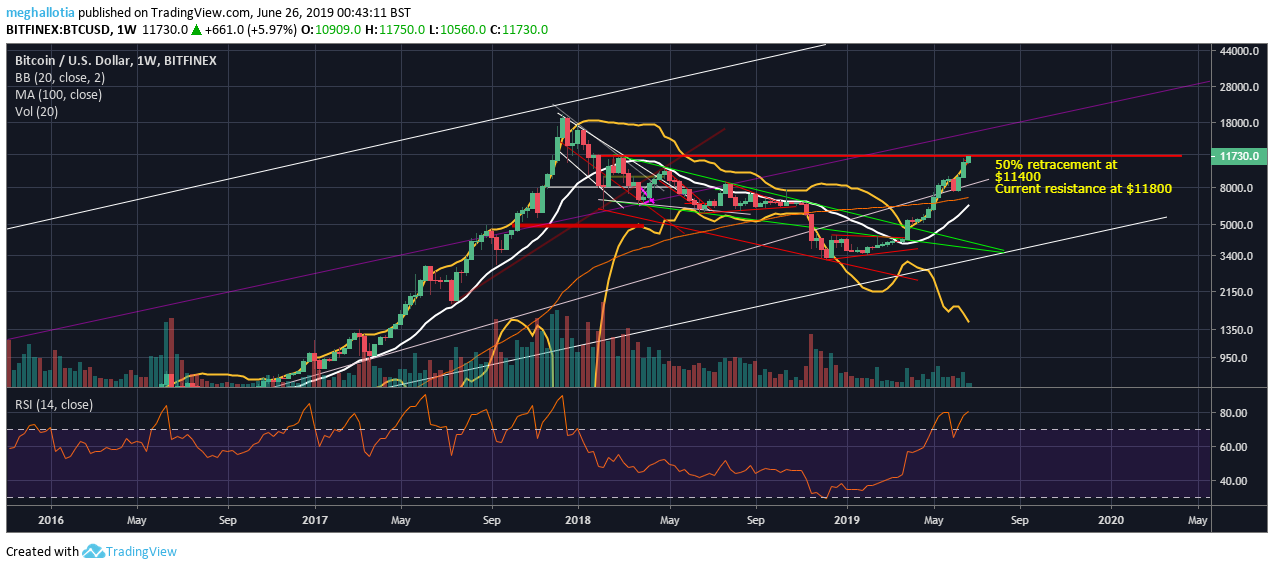 meghallotia published on TradingView.com, June 26, 2019 00:43:11 BST
BITFINEX:BTCUSD, 1W 11730.0 ▲ +661.0 (+5.97%) O:10909.0 H:11750.0 L:10560.0 C:11730.0
Bitcoin / U.S. Dollar, 1W, BITFINEX
BB (20, close, 2)
MA (100, close)
Vol (20)
44000.0
28000.0
18000.0
11730.0
8000.0
5000.0
3400.0
2150.0
1350.0
950.0
50% retracement at
$11400
Current resistance at $11800
RSI (14, close)
80.00
60.00
40.00
2016 May Sep 2017 May Sep 2018 May Sep 2019 May Sep 2020 May
Created with TradingView